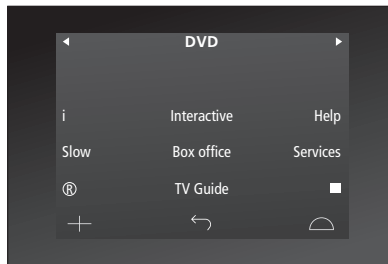 DVD
i Interactive Help
Slow Box office Services
® TV Guide